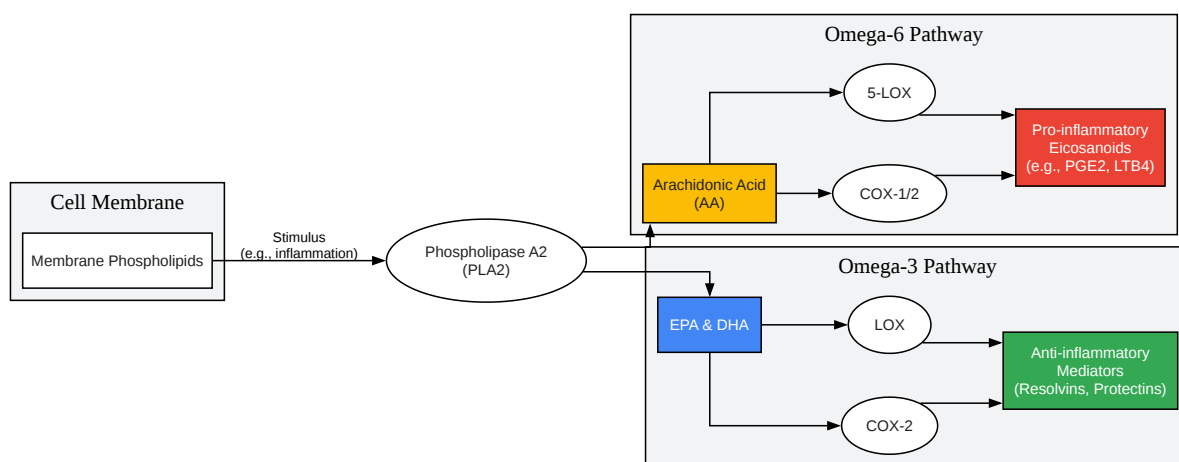 Omega-6 Pathway
5-LOX
Pro-inflammatory
Eicosanoids
(e.g., PGE2, LTB4)
Arachidonic Acid
(AA)
COX-1/2
Cell Membrane
Membrane Phospholipids
Stimulus
(e.g., inflammation)
Phospholipase A2
(PLA2)
Omega-3 Pathway
EPA & DHA
LOX
Anti-inflammatory
Mediators
(Resolvins, Protectins)
COX-2